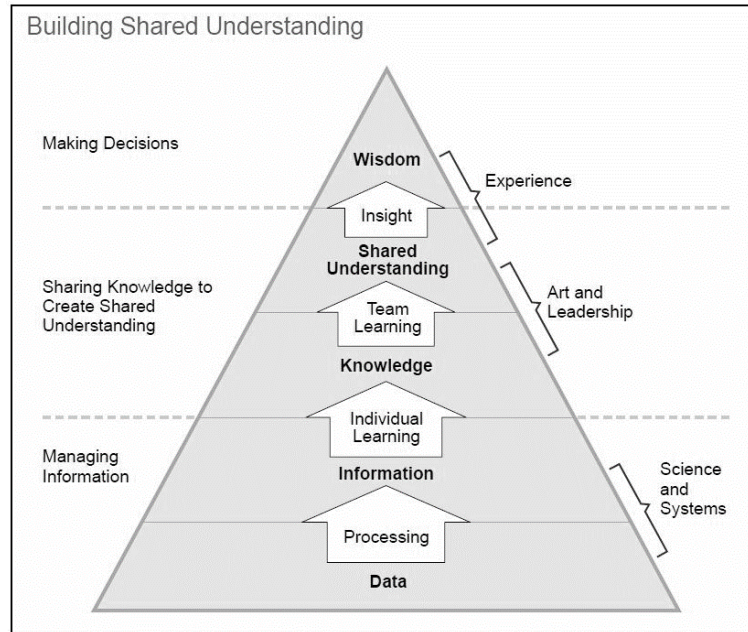 Building Shared Understanding
Making Decisions
Wisdom
Experience
Insight
Shared
Understanding
Sharing Knowledge to
Create Shared
Understanding
Art and
Leadership
Team
Learning
Knowledge
Individual
Learning
Managing
Information
Information
Science
and
Systems
Processing
Data